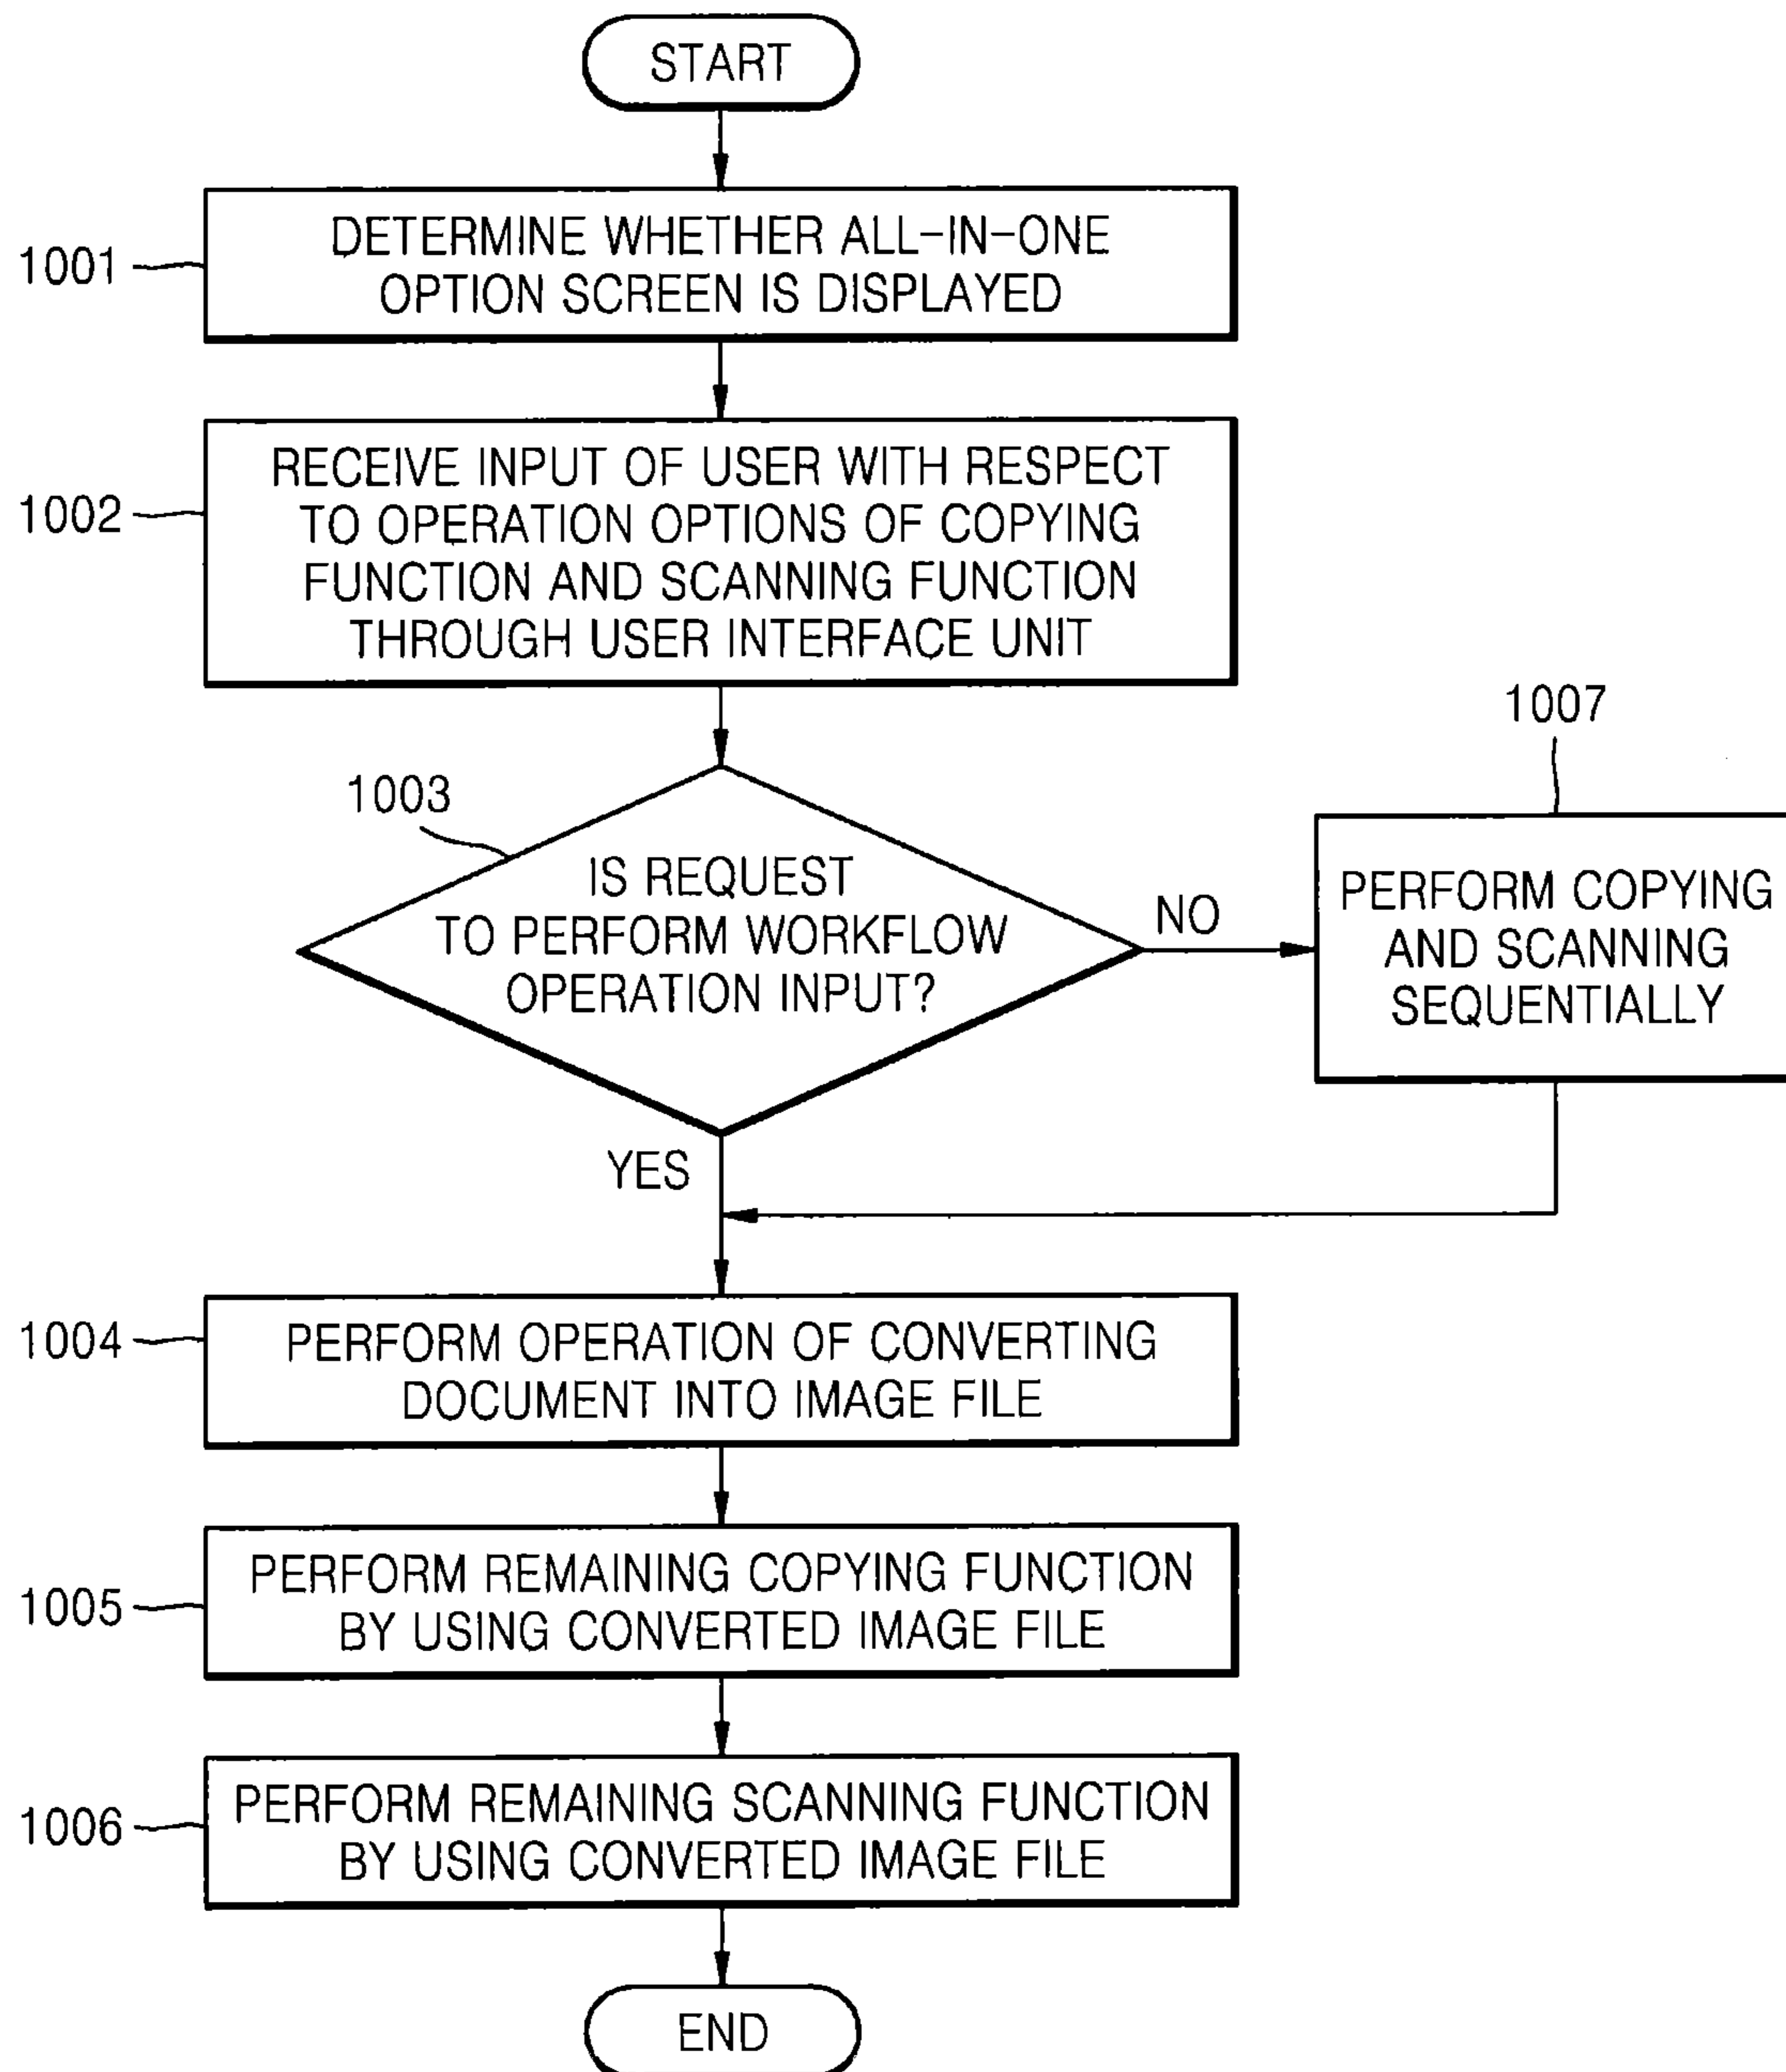 START
1001
DETERMINE WHETHER ALL-IN-ONE
OPTION SCREEN IS DISPLAYED
1002
RECEIVE INPUT OF USER WITH RESPECT
TO OPERATION OPTIONS OF COPYING
FUNCTION AND SCANNING FUNCTION
THROUGH USER INTERFACE UNIT
1003
IS REQUEST
TO PERFORM WORKFLOW
OPERATION INPUT?
NO
1007
PERFORM COPYING
AND SCANNING
SEQUENTIALLY
YES
1004
PERFORM OPERATION OF CONVERTING
DOCUMENT INTO IMAGE FILE
1005
PERFORM REMAINING COPYING FUNCTION
BY USING CONVERTED IMAGE FILE
1006
PERFORM REMAINING SCANNING FUNCTION
BY USING CONVERTED IMAGE FILE
END